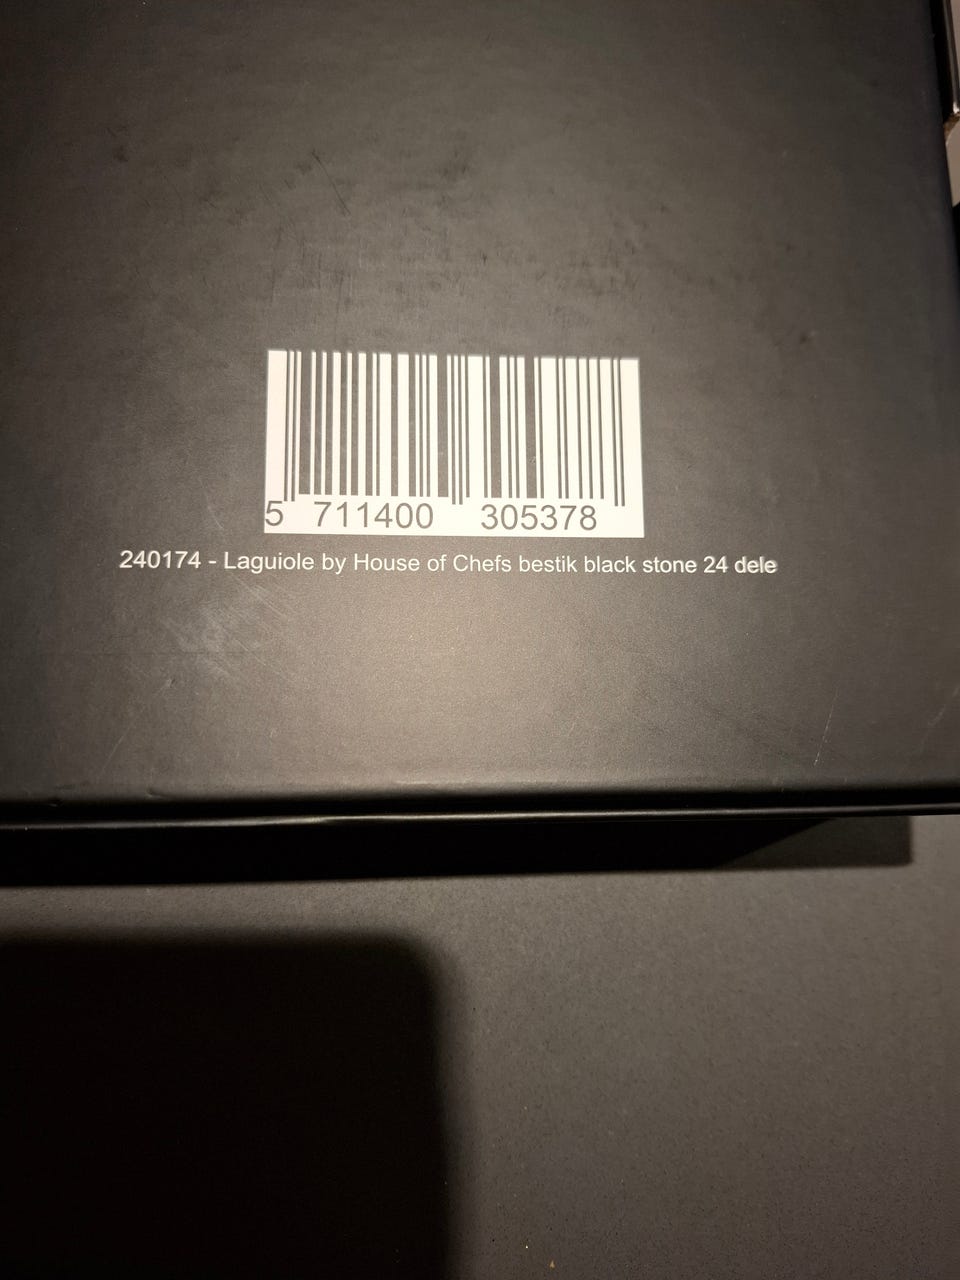 5 711400 305378
240174 - Laguiole by House of Chefs bestik black stone 24 dele